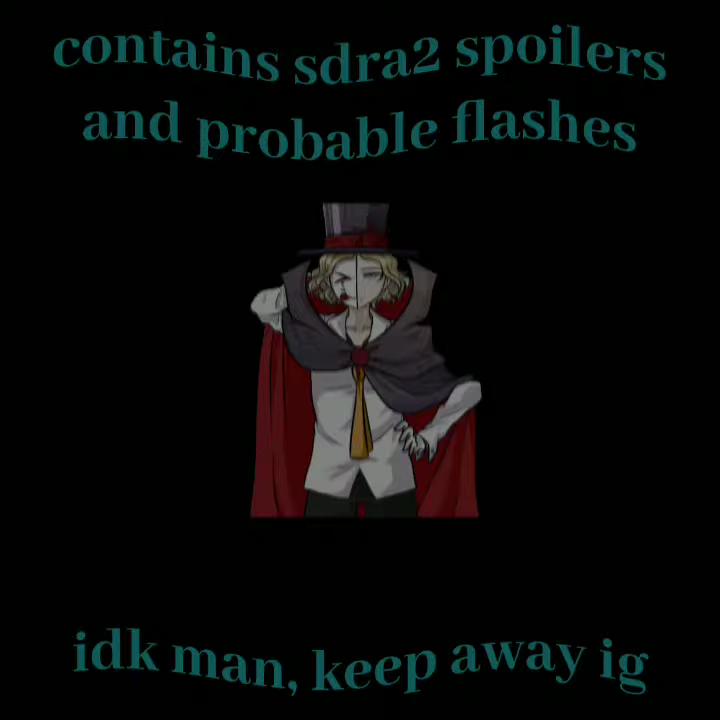 contains sdra2 spoilers
and probable flashes
idk man, keep away ig